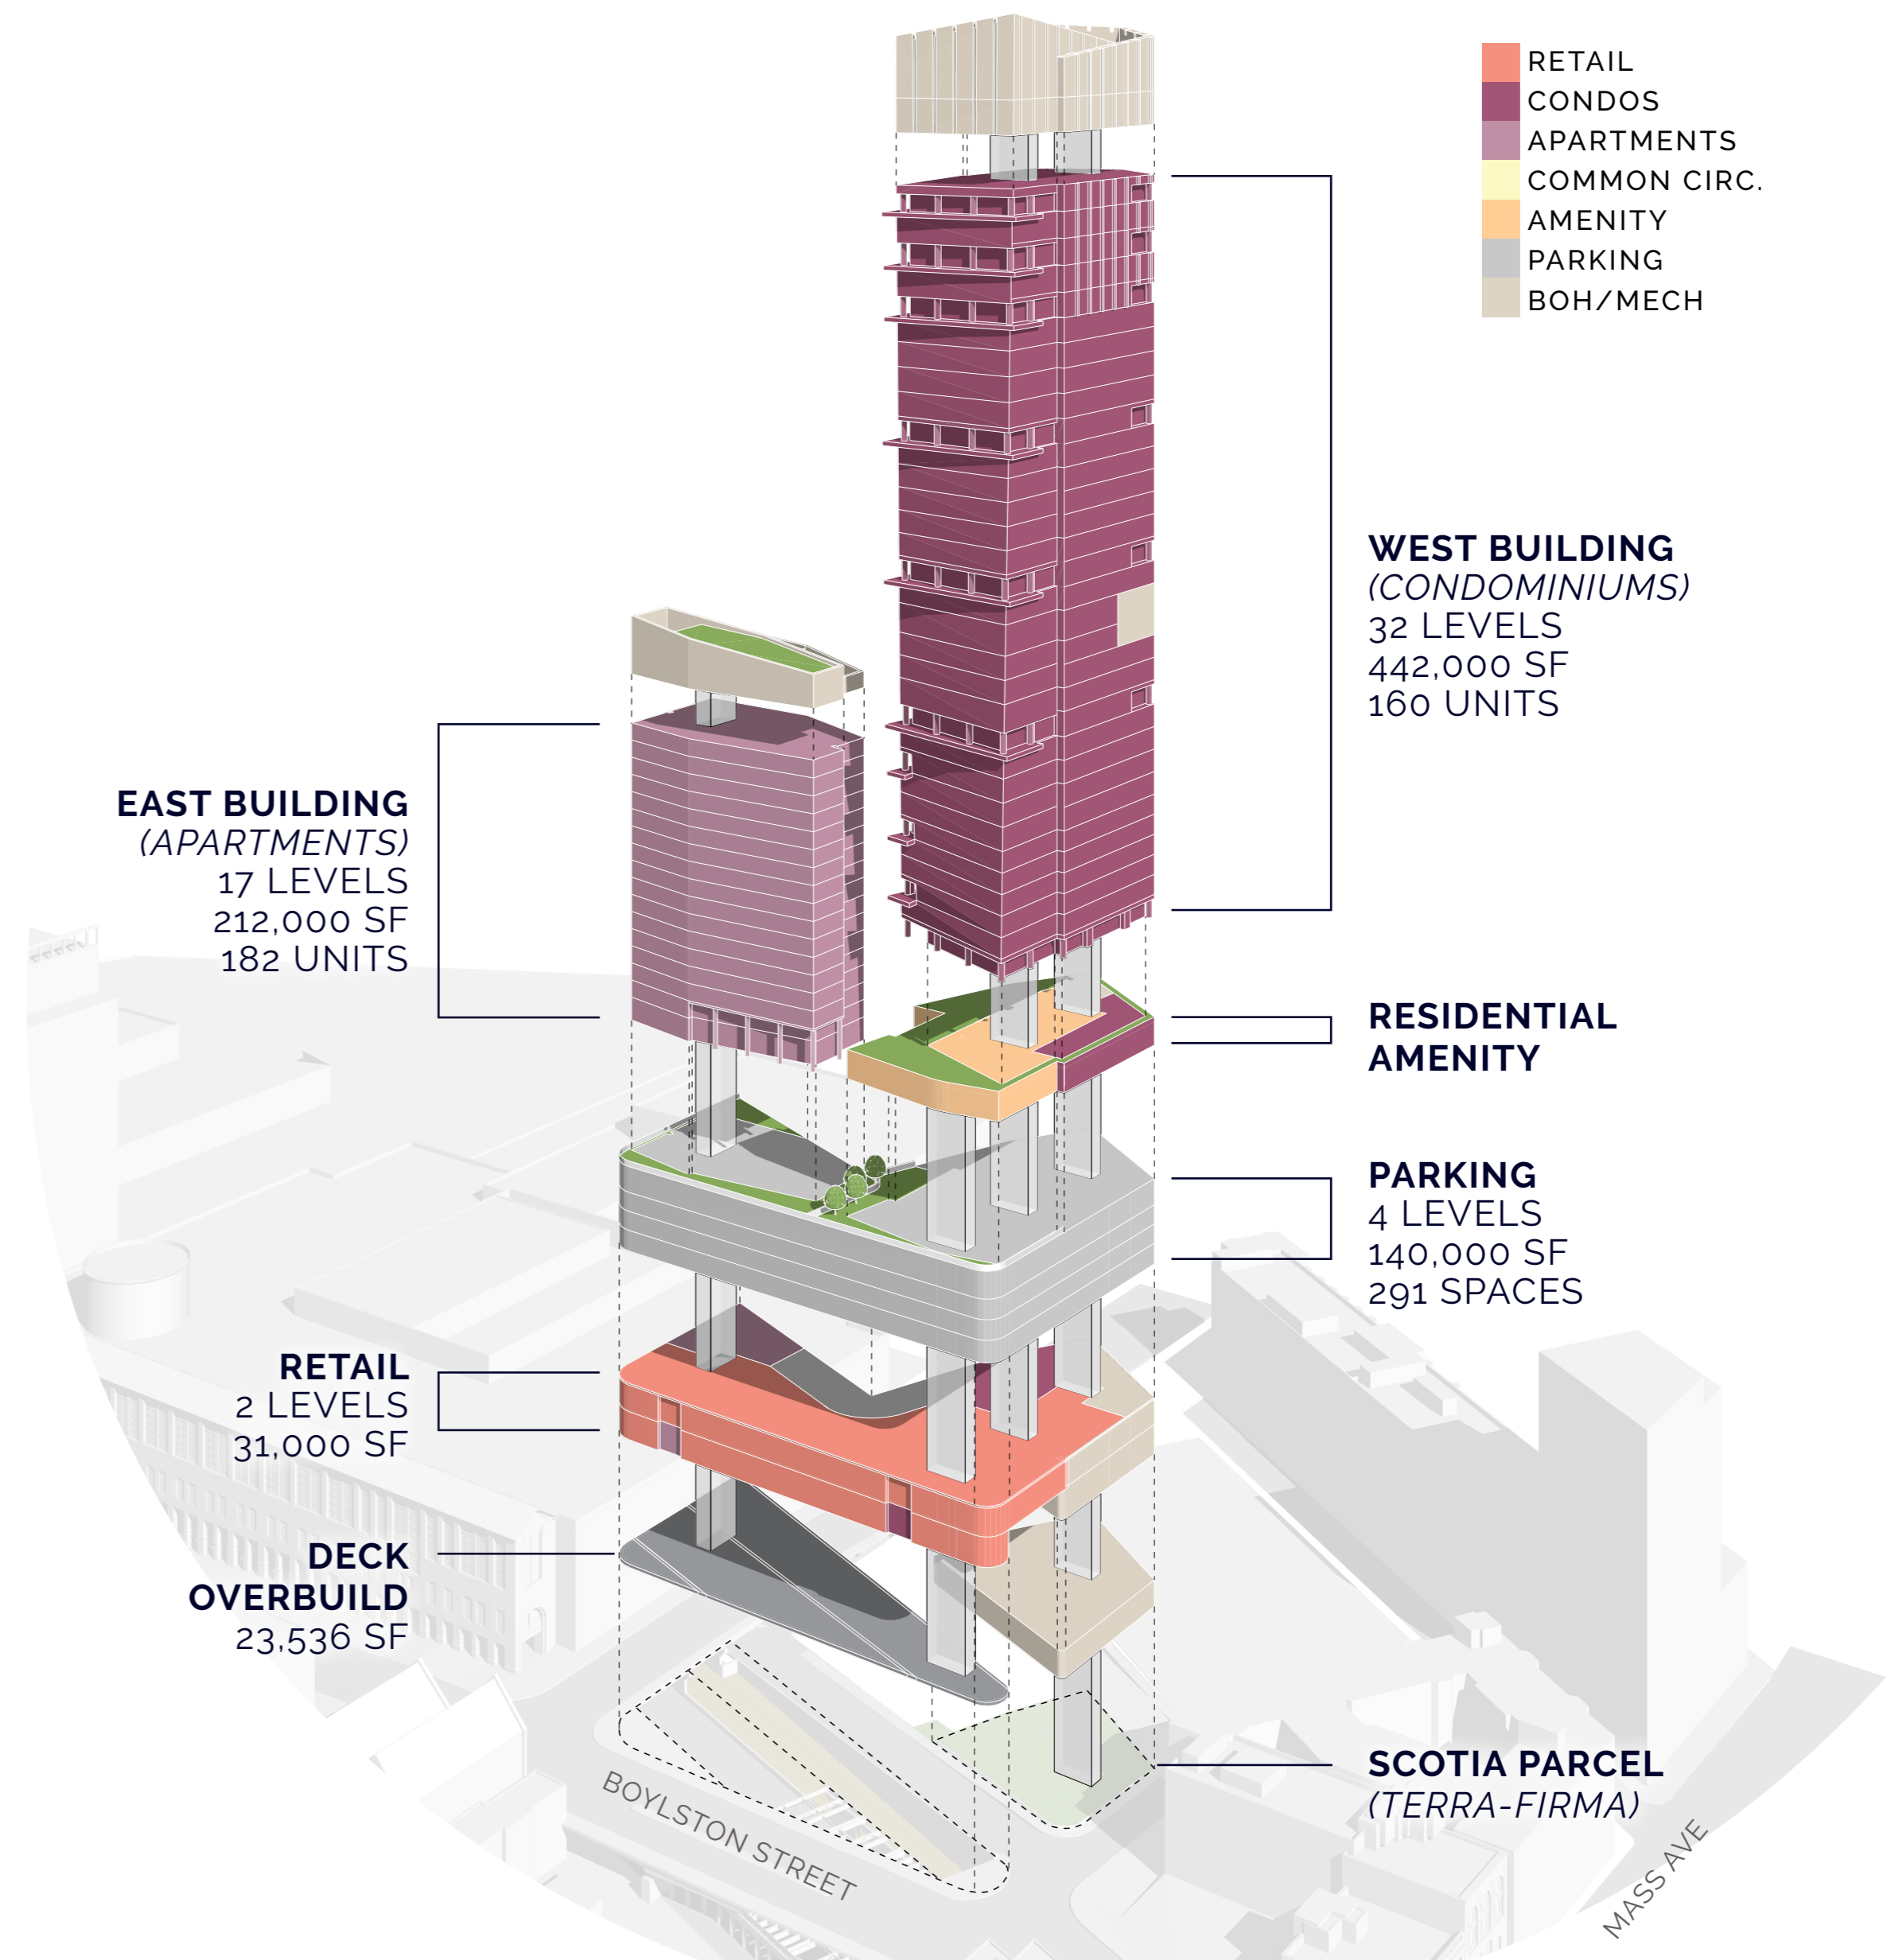 RETAIL
CONDOS
APARTMENTS
COMMON CIRC.
AMENITY
PARKING
BOH/MECH
WEST BUILDING
(CONDOMINIUMS)
32 LEVELS
442,000 SF
160 UNITS
EAST BUILDING
(APARTMENTS)
17 LEVELS
212,000 SF
182 UNITS
RESIDENTIAL
AMENITY
PARKING
4 LEVELS
140,000 SF
291 SPACES
RETAIL
2 LEVELS
31,000 SF
DECK
OVERBUILD
23,536 SF
SCOTIA PARCEL
(TERRA-FIRMA)
BOYLSTON STREET
MASS AVE